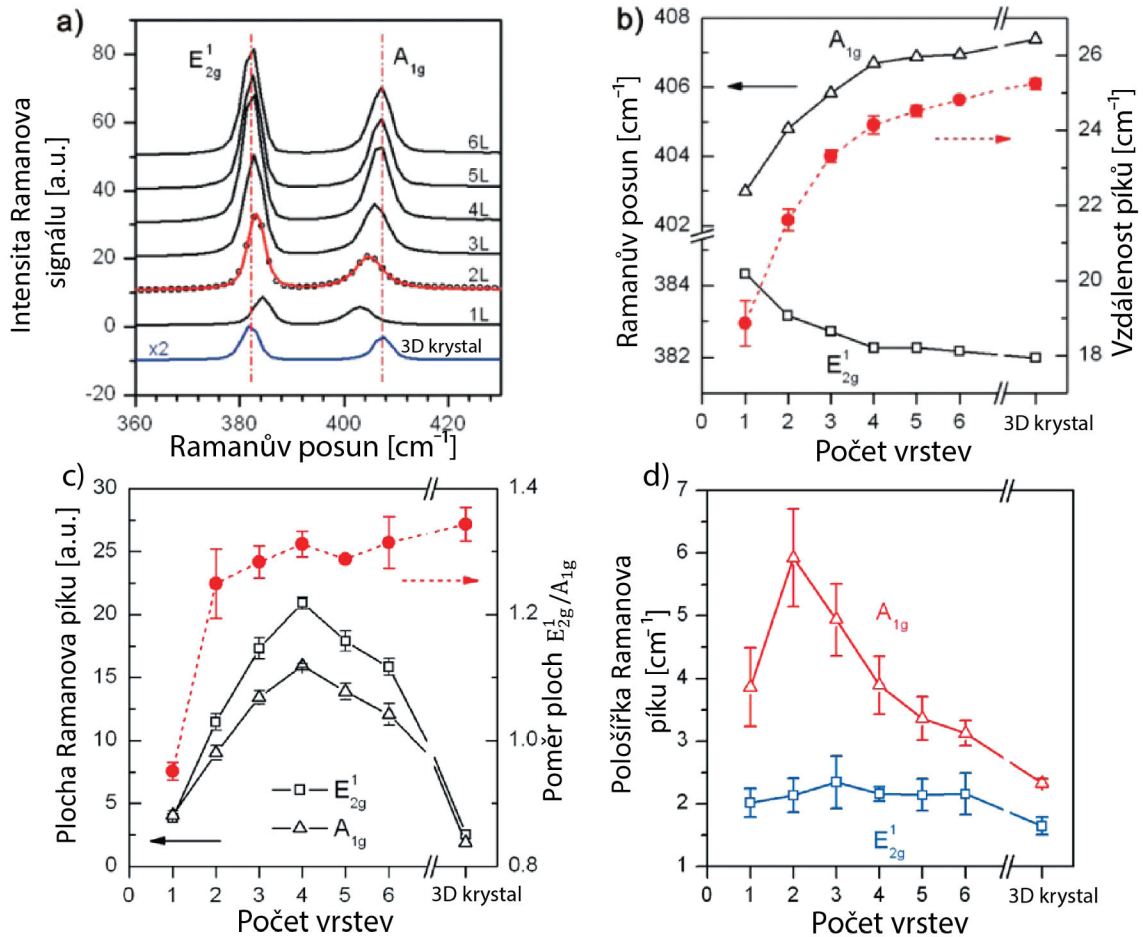 a)
Intensita Ramanova
signálu [a.u.]
80
60
40
20
0
-20
E¹₂g
A₁g
6L
5L
4L
3L
2L
1L
x2
3D krystal
360 380 400 420
Ramanův posun [cm⁻¹]
b)
Ramanův posun [cm⁻¹]
408
406
404
402
384
382
A₁g
E¹₂g
26
24
22
20
18
Vzdálenost píků [cm⁻¹]
0 1 2 3 4 5 6 3D krystal
Počet vrstev
c)
Plocha Ramanova píku [a.u.]
30
25
20
15
10
5
0
E¹₂g
A₁g
1.4
1.2
1.0
0.8
Poměr ploch E¹₂g/A₁g
0 1 2 3 4 5 6 3D krystal
Počet vrstev
d)
Pološířka Ramanova
píku [cm⁻¹]
7
6
5
4
3
2
1
A₁g
E¹₂g
0 1 2 3 4 5 6 3D krystal
Počet vrstev